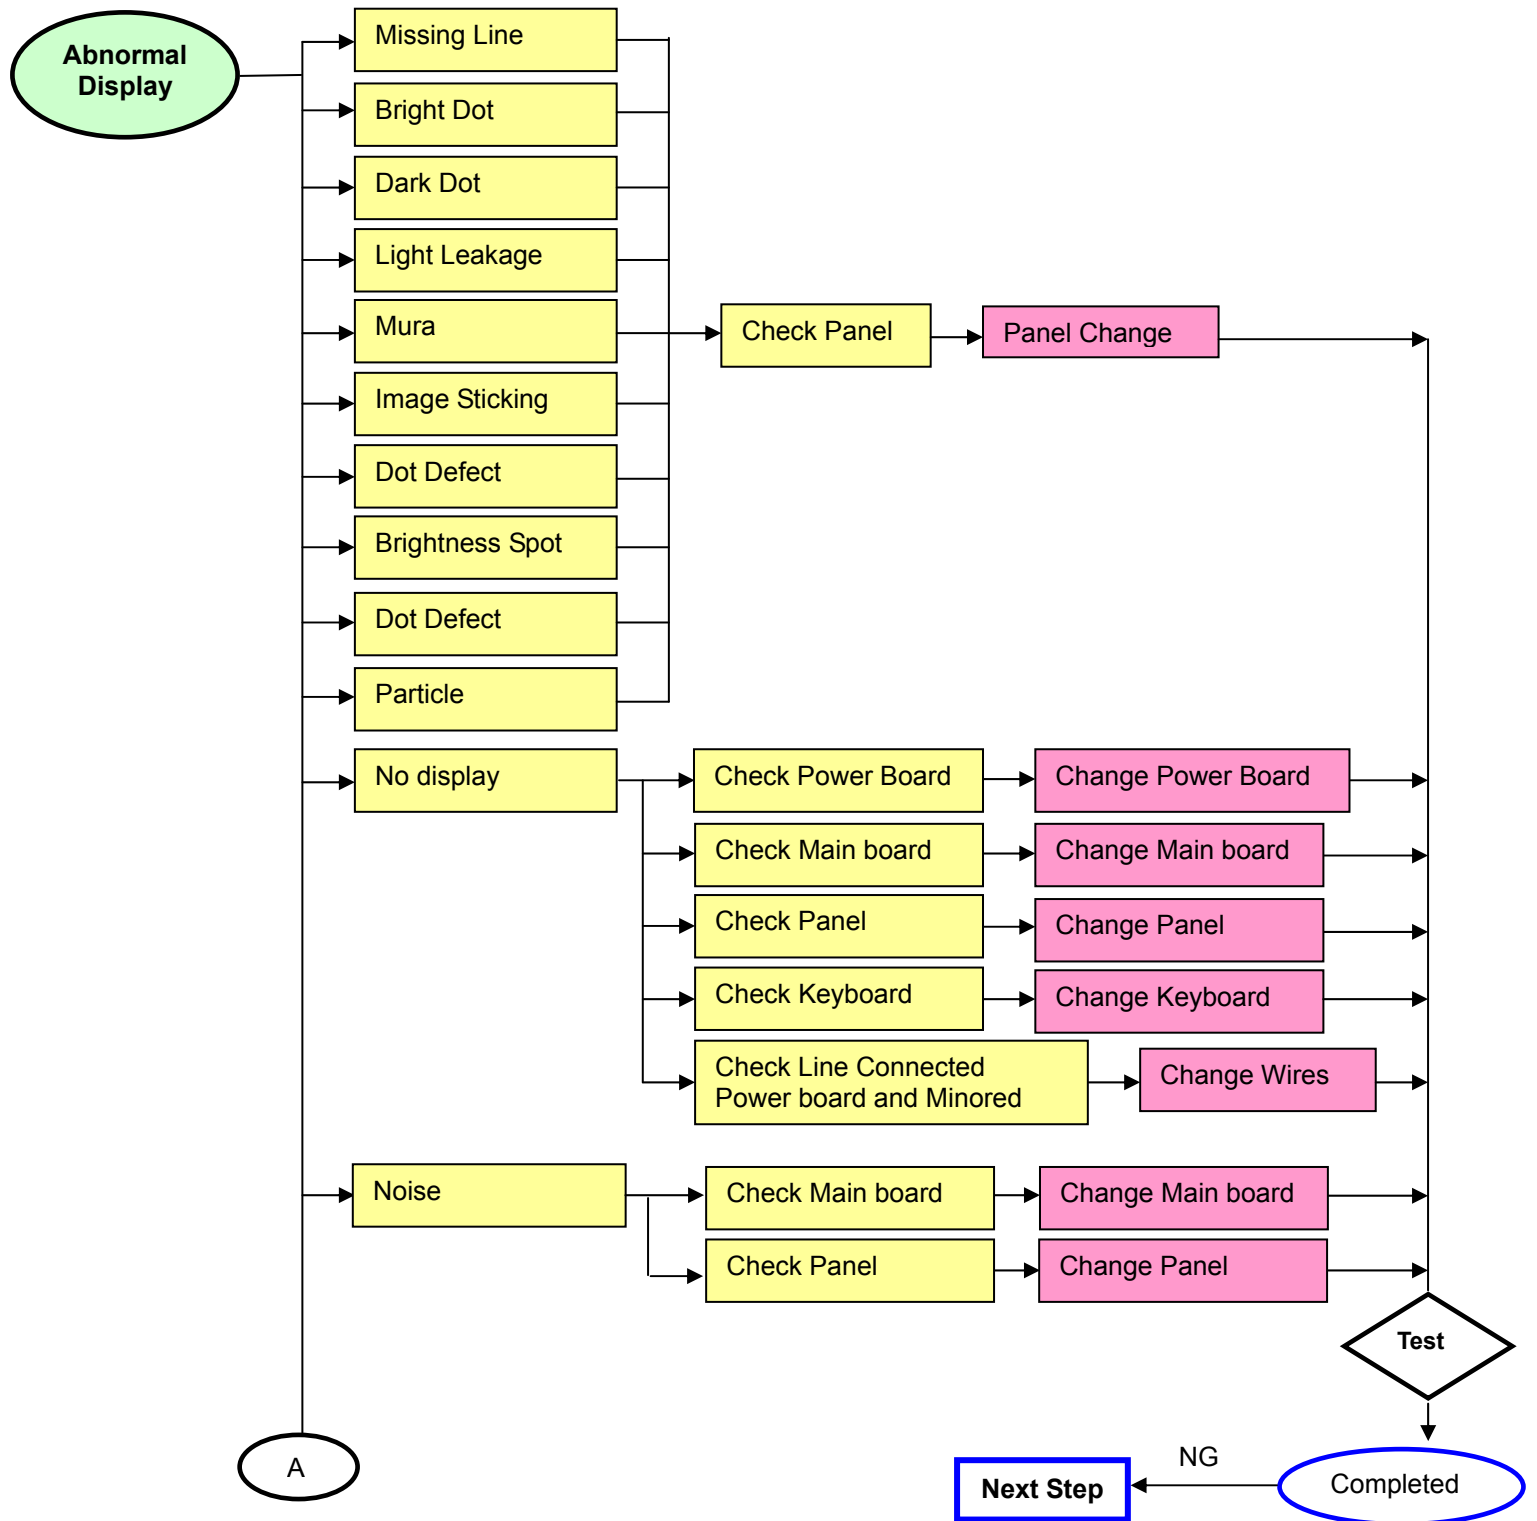 Abnormal
Display
Missing Line
Bright Dot
Dark Dot
Light Leakage
Mura
Check Panel
Panel Change
Image Sticking
Dot Defect
Brightness Spot
Dot Defect
Particle
No display
Check Power Board
Change Power Board
Check Main board
Change Main board
Check Panel
Change Panel
Check Keyboard
Change Keyboard
Check Line Connected
Power board and Minored
Change Wires
Noise
Check Main board
Change Main board
Check Panel
Change Panel
Test
A
NG
Next Step
Completed